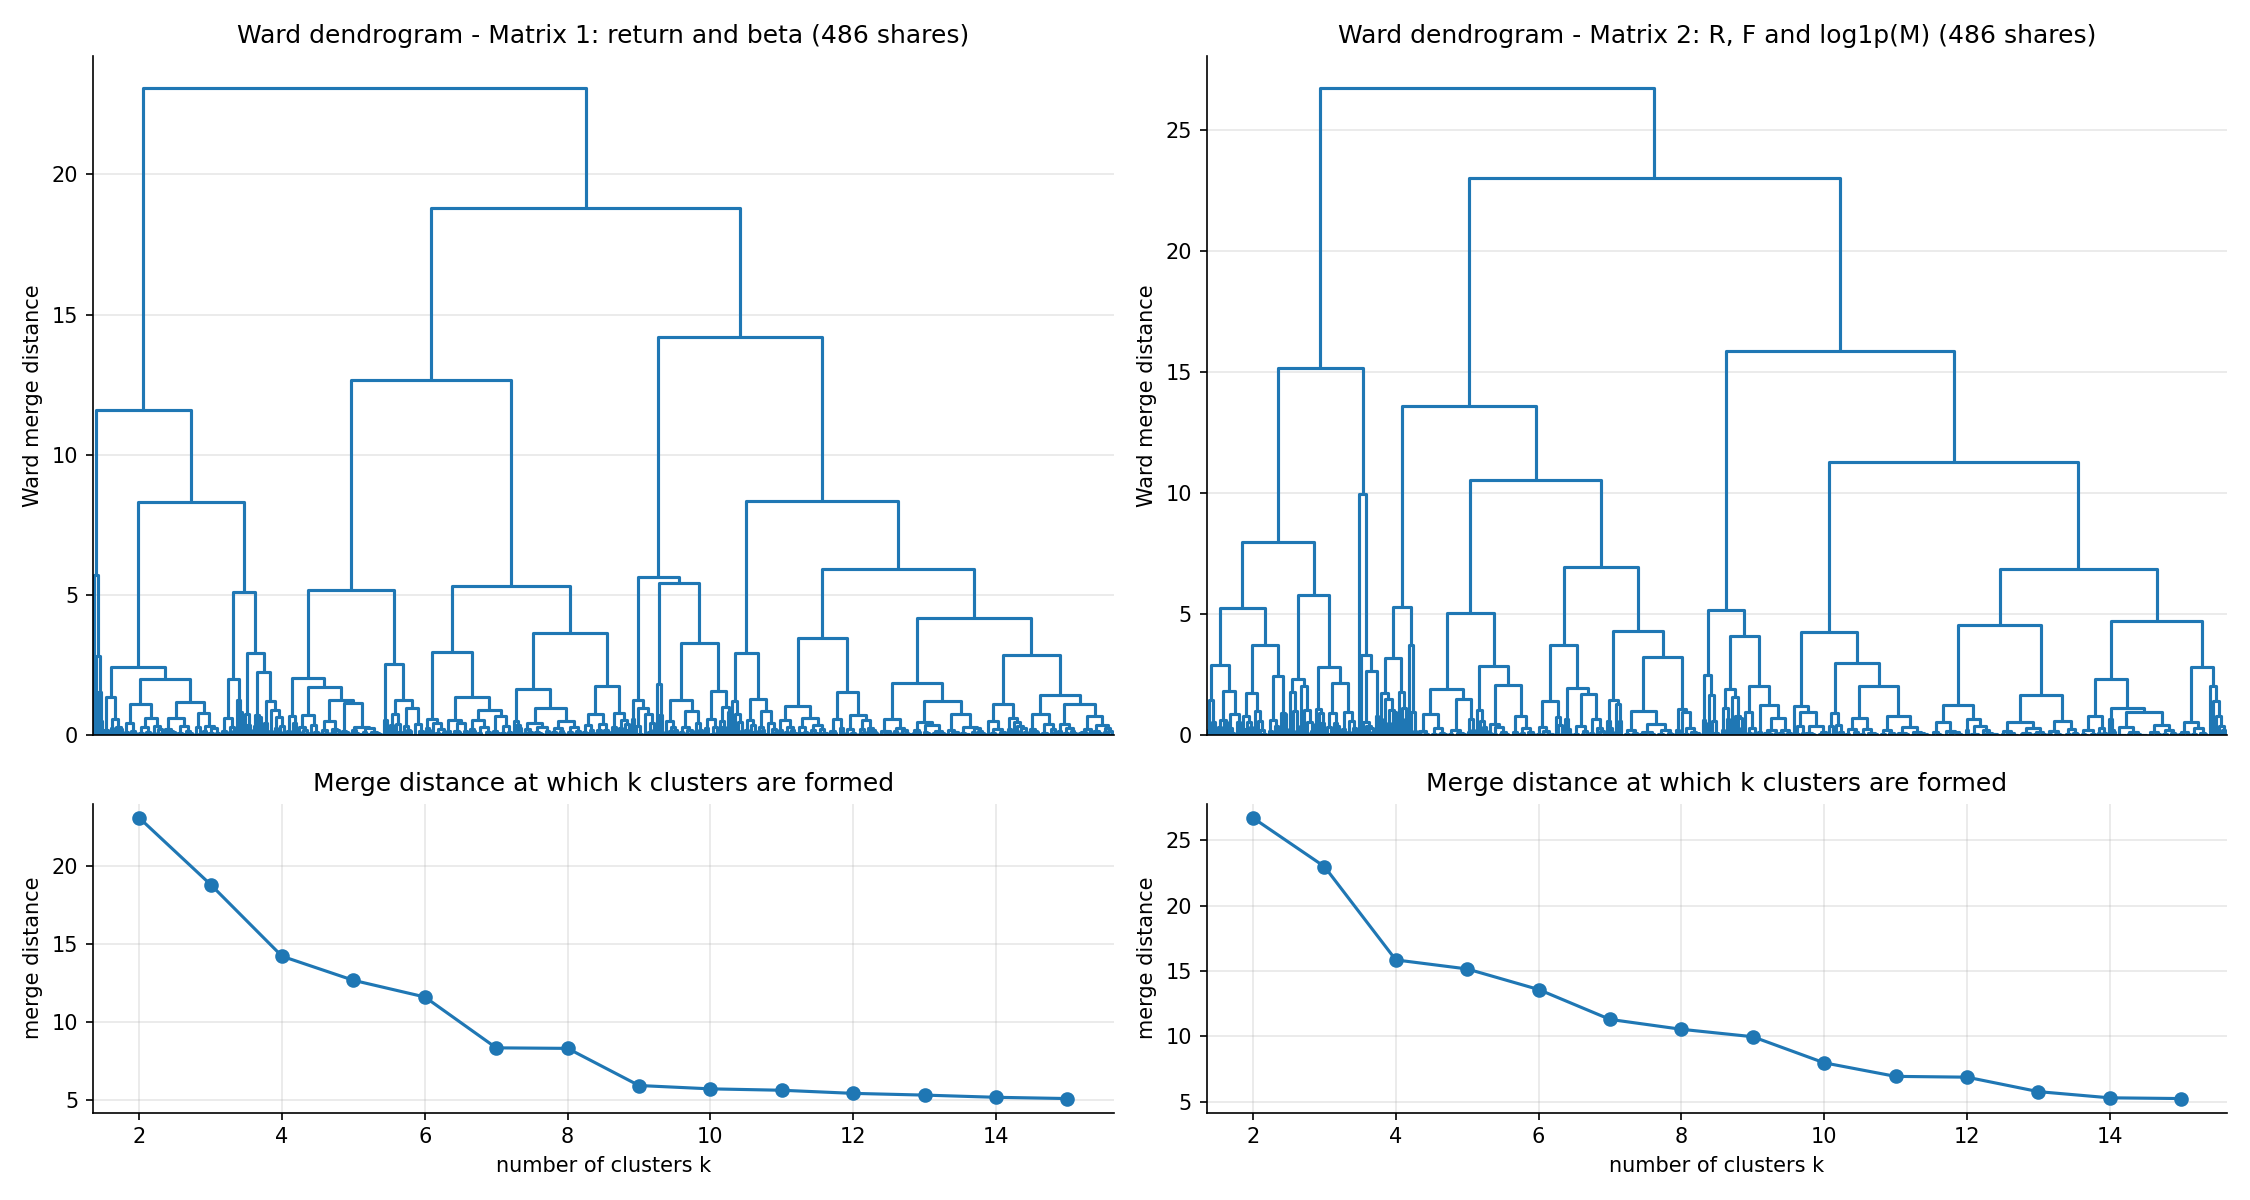 Ward dendrogram - Matrix 1: return and beta (486 shares)
Ward merge distance
20
15
10
5
0
Ward dendrogram - Matrix 2: R, F and log1p(M) (486 shares)
Ward merge distance
25
20
15
10
5
0
Merge distance at which k clusters are formed
merge distance
20
15
10
5
2 4 6 8 10 12 14
number of clusters k
Merge distance at which k clusters are formed
merge distance
25
20
15
10
5
2 4 6 8 10 12 14
number of clusters k